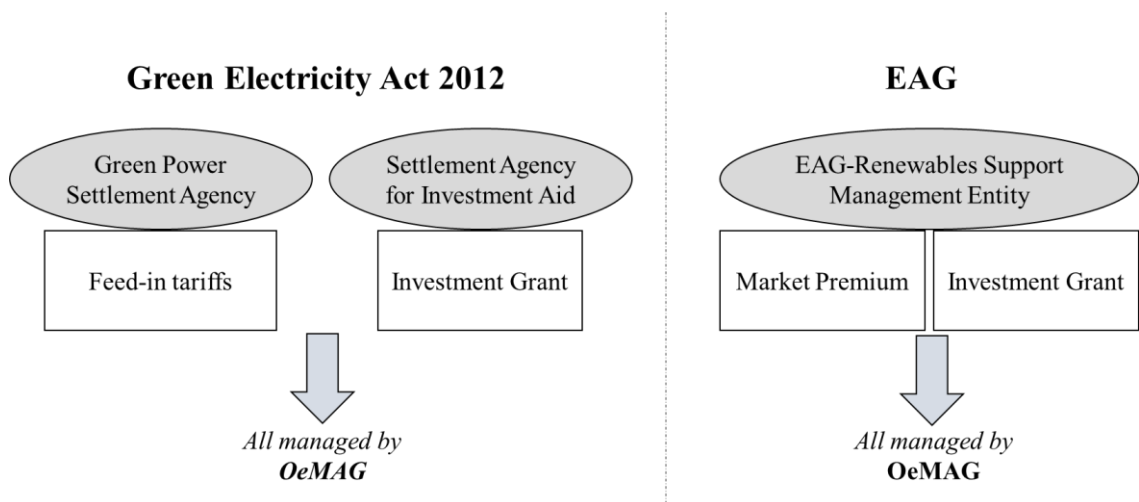 Green Electricity Act 2012
Green Power
Settlement Agency
Settlement Agency
for Investment Aid
Feed-in tariffs
Investment Grant
All managed by
OeMAG
EAG
EAG-Renewables Support
Management Entity
Market Premium
Investment Grant
All managed by
OeMAG